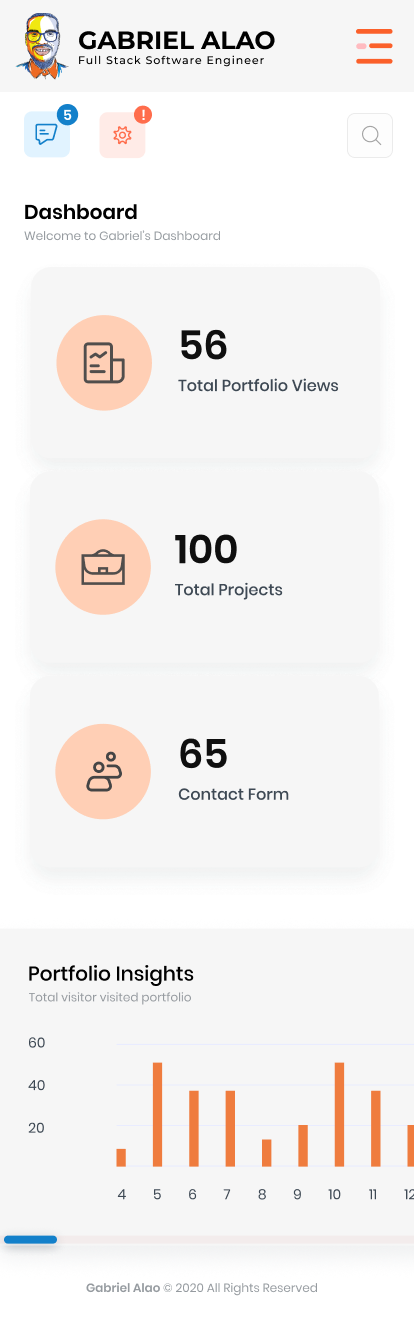 GABRIEL ALAO
Full Stack Software Engineer
5
!
Dashboard
Welcome to Gabriel's Dashboard
56
Total Portfolio Views
100
Total Projects
65
Contact Form
Portfolio Insights
Total visitor visited portfolio
60
40
20
4 5 6 7 8 9 10 11 12
Gabriel Alao © 2020 All Rights Reserved